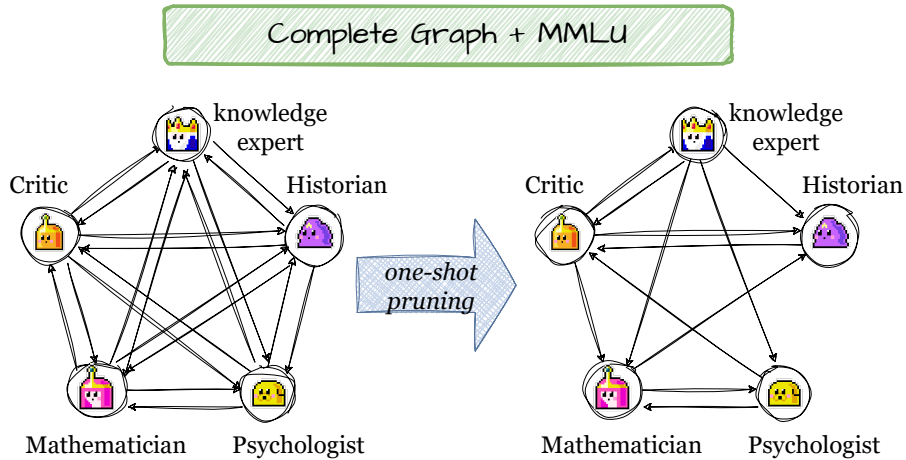 Complete Graph + MMLU
knowledge
expert
Critic
Historian
Mathematician
Psychologist
one-shot
pruning
knowledge
expert
Critic
Historian
Mathematician
Psychologist